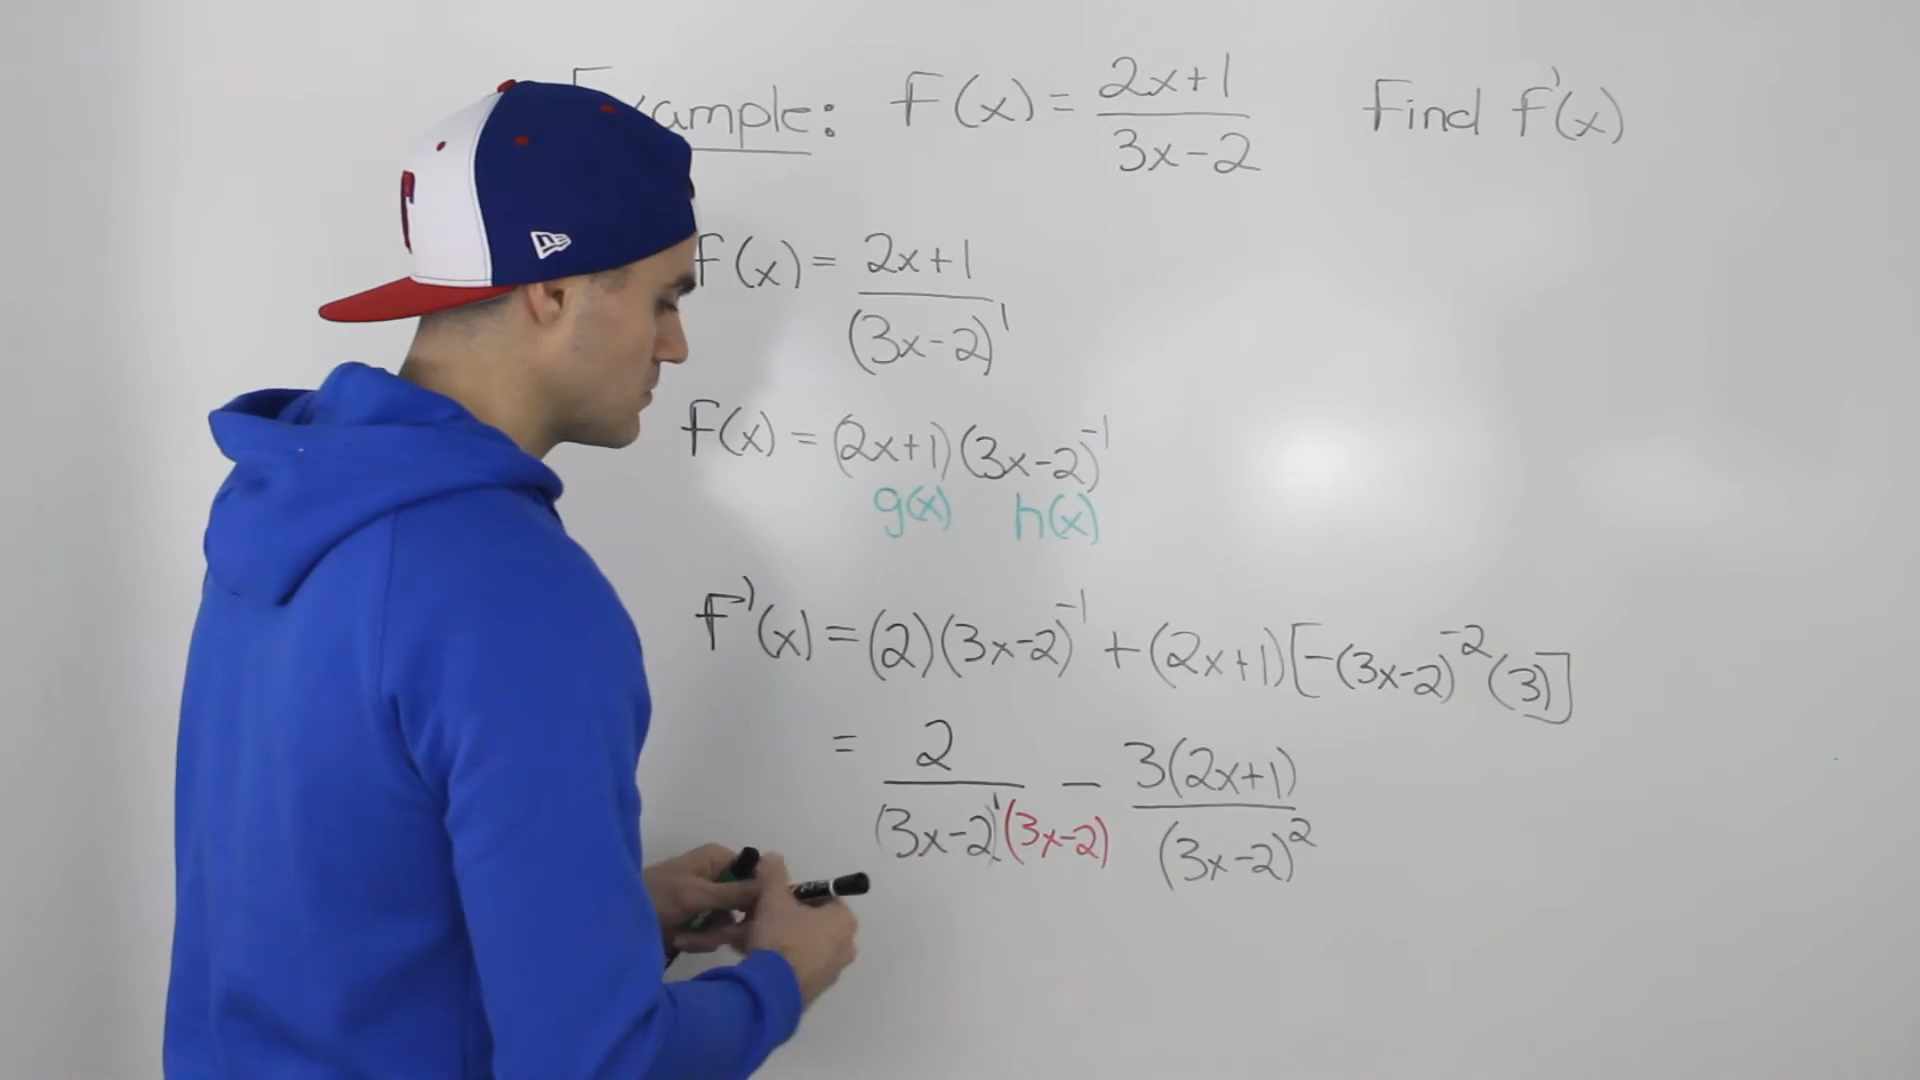 Example: F(x) = (2x+1)/(3x-2) Find f'(x)
f(x) = (2x+1)/(3x-2)^1
F(x) = (2x+1)(3x-2)^-1
g(x) h(x)
F'(x) = (2)(3x-2)^-1 + (2x+1)[-(3x-2)^-2(3)]
= 2/((3x-2)^1(3x-2)) - 3(2x+1)/(3x-2)^2